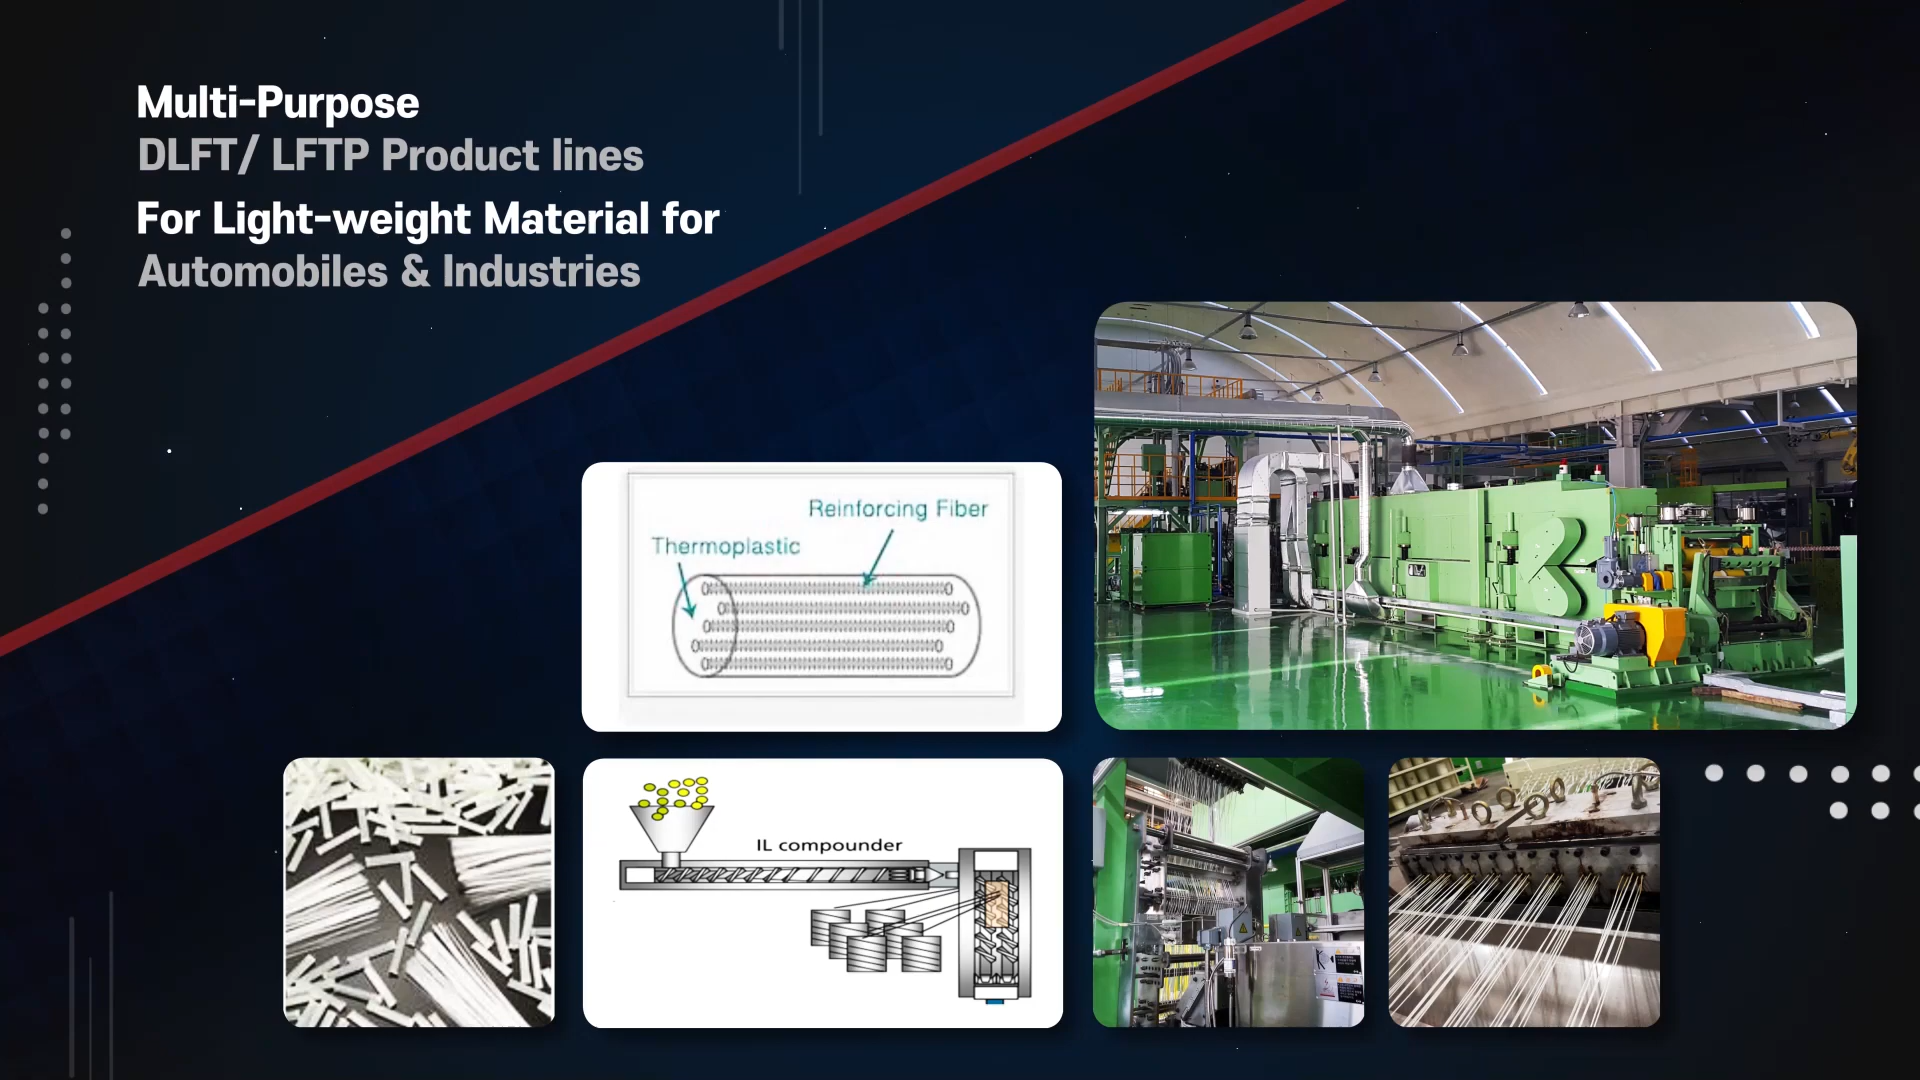 Multi-Purpose
DLFT/ LFTP Product lines
For Light-weight Material for
Automobiles & Industries
Reinforcing Fiber
Thermoplastic
IL compounder